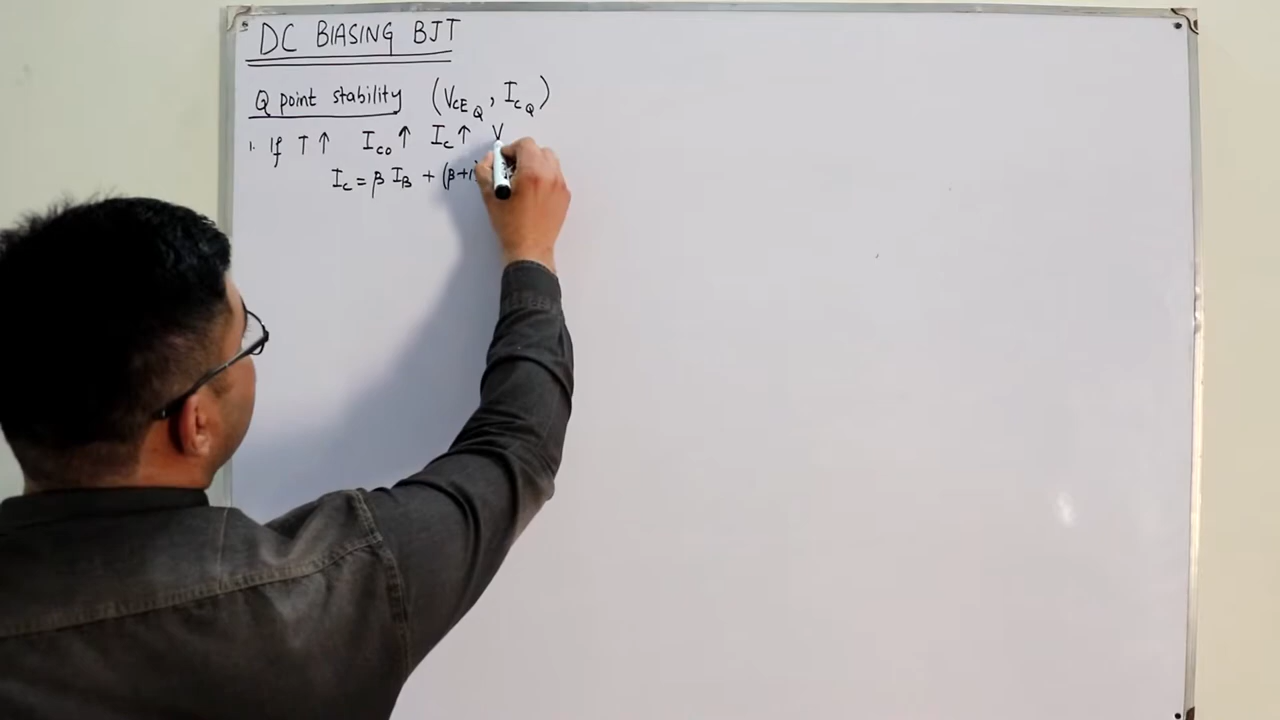 DC BIASING BJT
Q point stability (V_CE_Q, I_C_Q)
1. If T↑ I_CO↑ I_C↑ V
I_C = β I_B + (β+1)